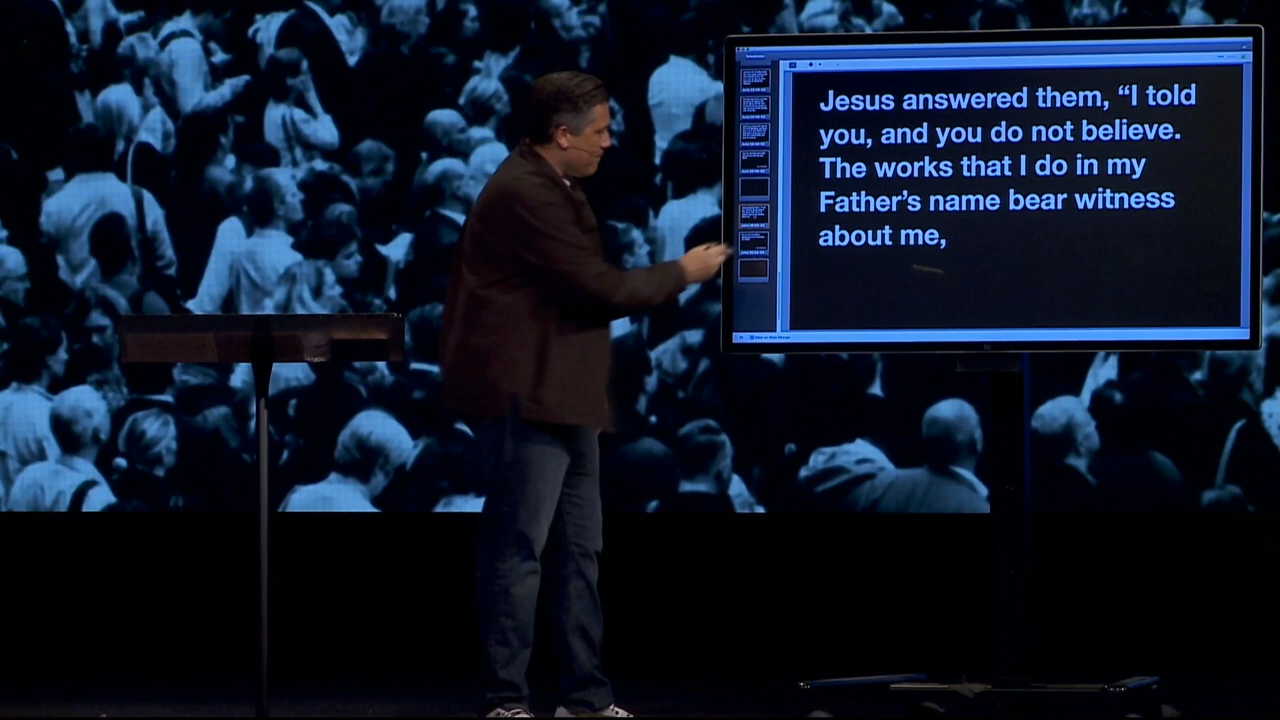 Jesus answered them, “I told
you, and you do not believe.
The works that I do in my
Father’s name bear witness
about me,